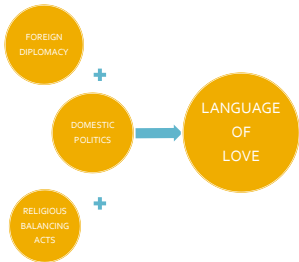 FOREIGN
DIPLOMACY
DOMESTIC
POLITICS
RELIGIOUS
BALANCING
ACTS
LANGUAGE
OF
LOVE